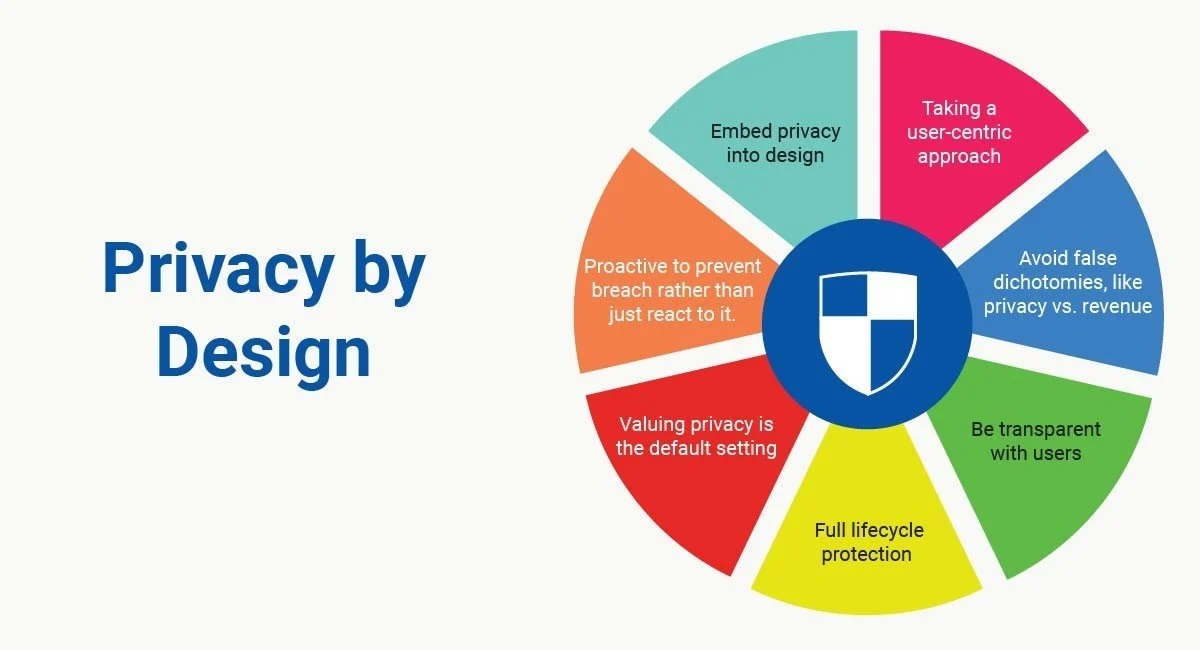 Privacy by
Design
Embed privacy
into design
Taking a
user-centric
approach
Avoid false
dichotomies, like
privacy vs. revenue
Be transparent
with users
Full lifecycle
protection
Valuing privacy is
the default setting
Proactive to prevent
breach rather than
just react to it.